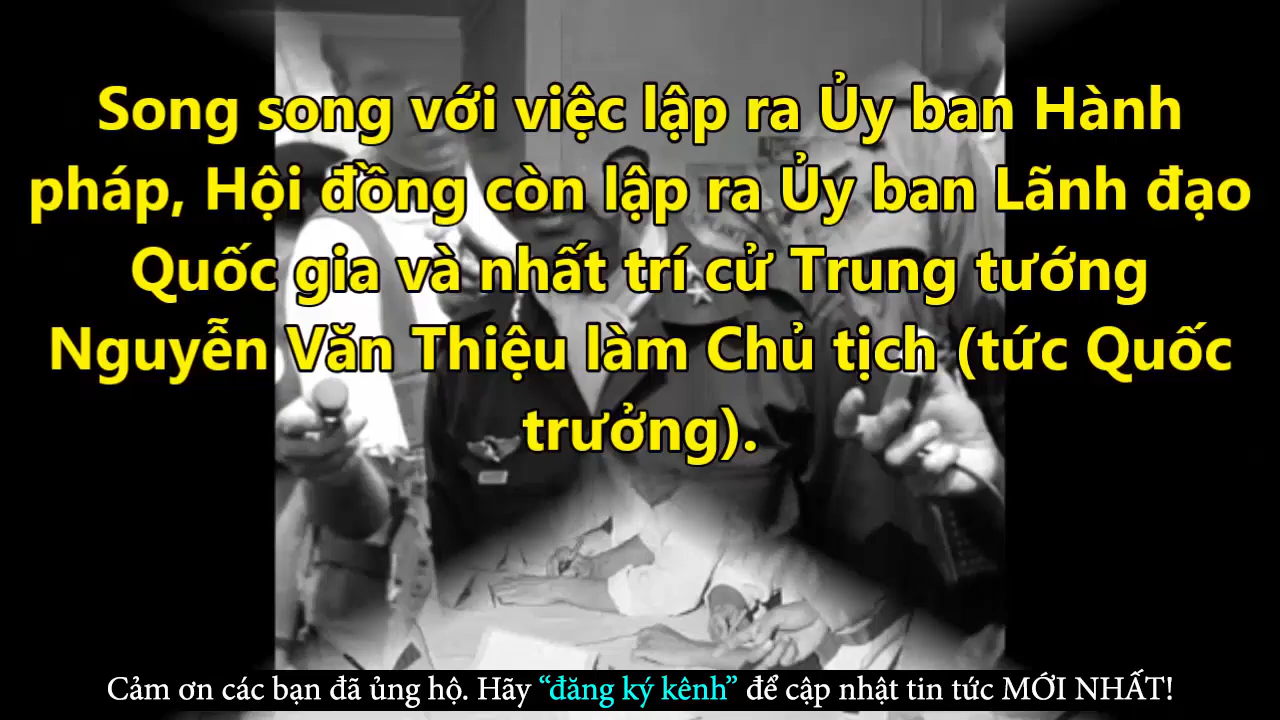 Song song với việc lập ra Ủy ban Hành
pháp, Hội đồng còn lập ra Ủy ban Lãnh đạo
Quốc gia và nhất trí cử Trung tướng
Nguyễn Văn Thiệu làm Chủ tịch (tức Quốc
trưởng).
Cảm ơn các bạn đã ủng hộ. Hãy “đăng ký kênh” để cập nhật tin tức MỚI NHẤT!